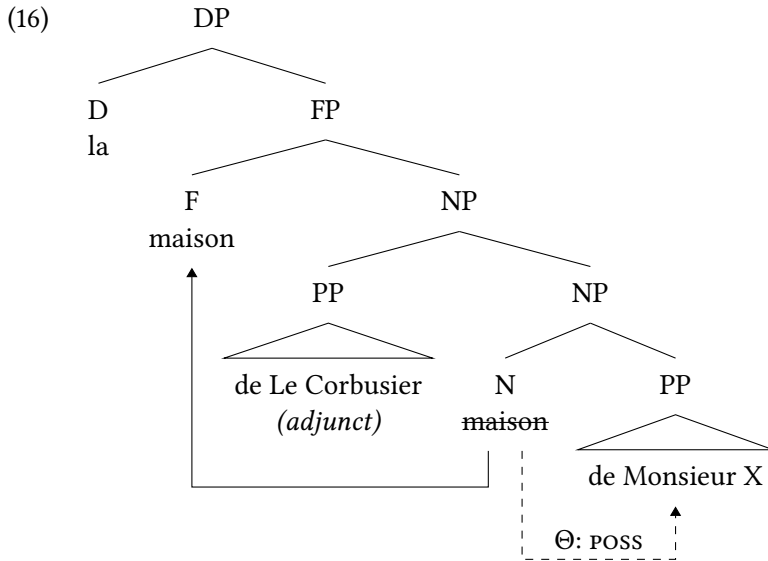 (16) DP
D FP
la
F NP
maison
PP NP
de Le Corbusier N PP
(adjunct) maison
de Monsieur X
Θ: POSS